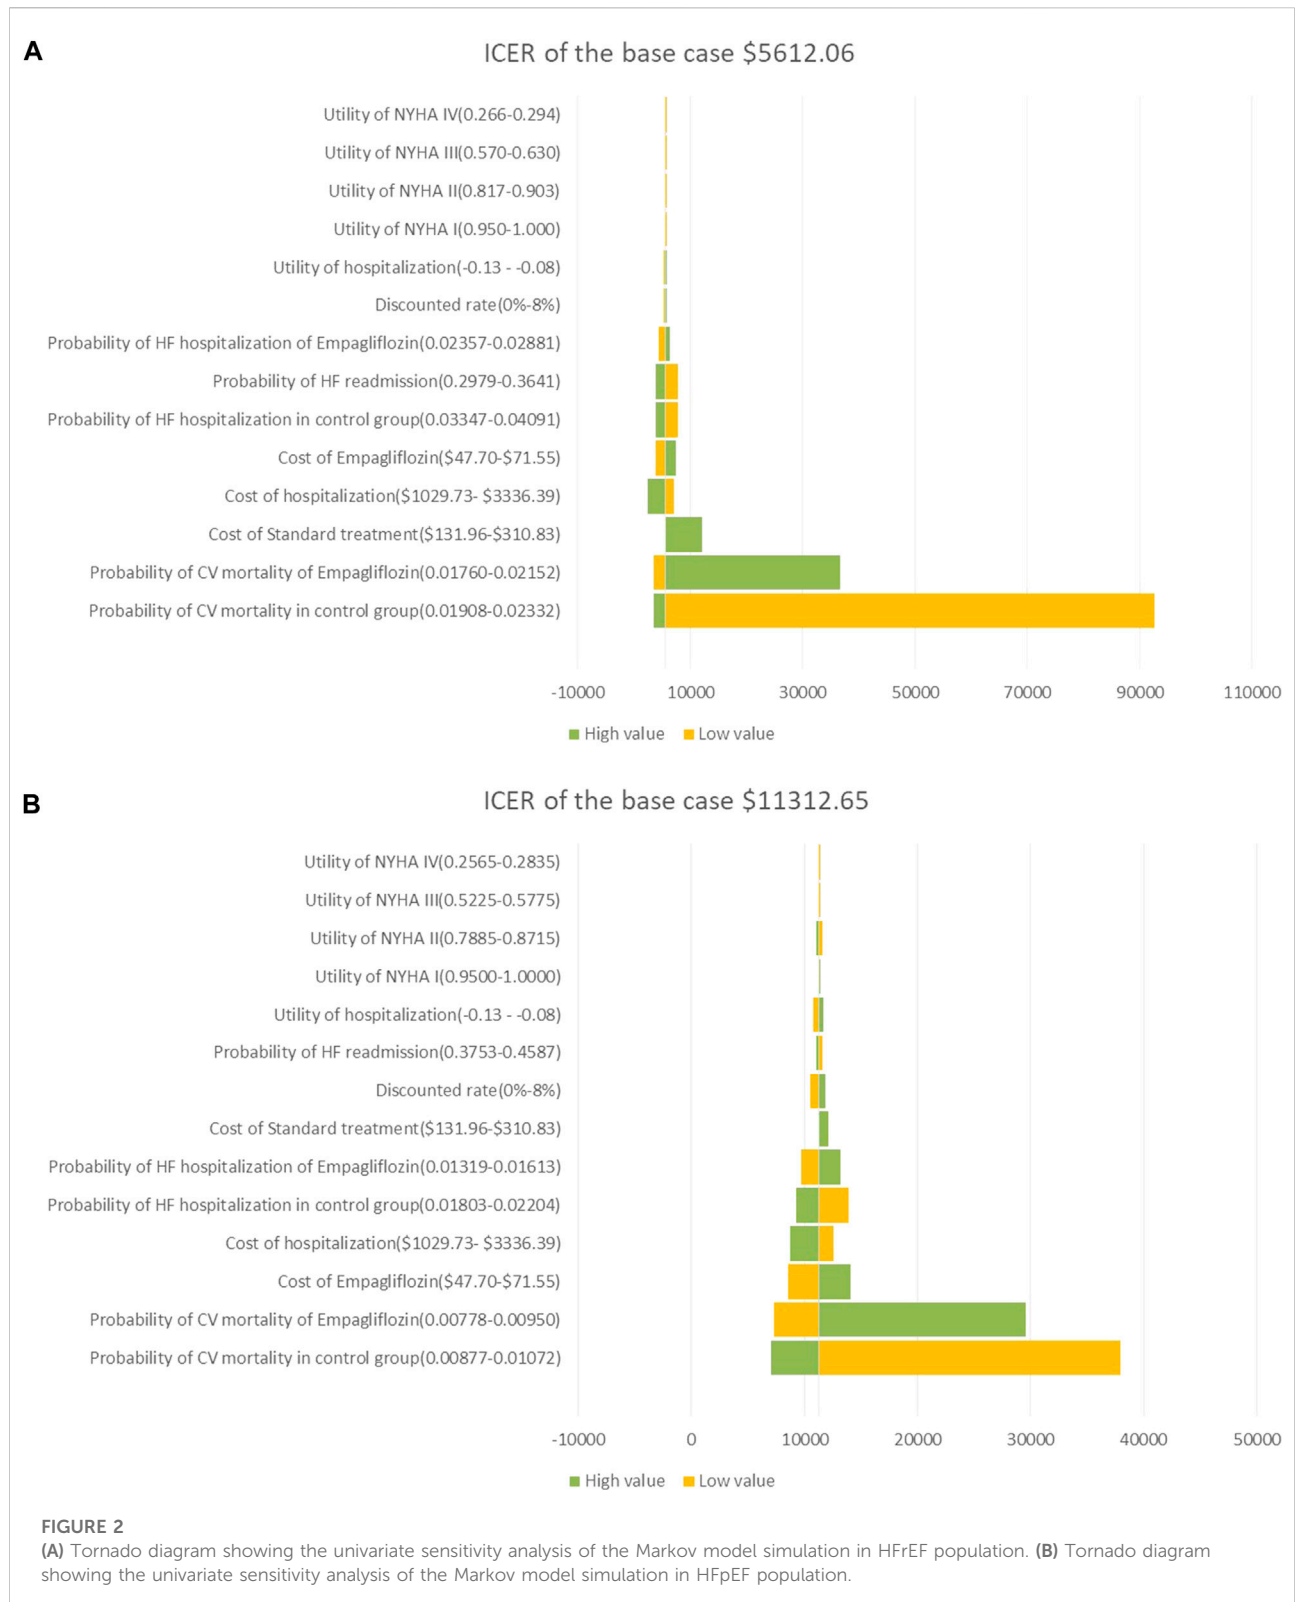 A
ICER of the base case $5612.06
Utility of NYHA IV(0.266-0.294)
Utility of NYHA III(0.570-0.630)
Utility of NYHA II(0.817-0.903)
Utility of NYHA I(0.950-1.000)
Utility of hospitalization(-0.13 - -0.08)
Discounted rate(0%-8%)
Probability of HF hospitalization of Empagliflozin(0.02357-0.02881)
Probability of HF readmission(0.2979-0.3641)
Probability of HF hospitalization in control group(0.03347-0.04091)
Cost of Empagliflozin($47.70-$71.55)
Cost of hospitalization($1029.73- $3336.39)
Cost of Standard treatment($131.96-$310.83)
Probability of CV mortality of Empagliflozin(0.01760-0.02152)
Probability of CV mortality in control group(0.01908-0.02332)
-10000 10000 30000 50000 70000 90000 110000
High value Low value
B
ICER of the base case $11312.65
Utility of NYHA IV(0.2565-0.2835)
Utility of NYHA III(0.5225-0.5775)
Utility of NYHA II(0.7885-0.8715)
Utility of NYHA I(0.9500-1.0000)
Utility of hospitalization(-0.13 - -0.08)
Probability of HF readmission(0.3753-0.4587)
Discounted rate(0%-8%)
Cost of Standard treatment($131.96-$310.83)
Probability of HF hospitalization of Empagliflozin(0.01319-0.01613)
Probability of HF hospitalization in control group(0.01803-0.02204)
Cost of hospitalization($1029.73- $3336.39)
Cost of Empagliflozin($47.70-$71.55)
Probability of CV mortality of Empagliflozin(0.00778-0.00950)
Probability of CV mortality in control group(0.00877-0.01072)
-10000 0 10000 20000 30000 40000 50000
High value Low value
FIGURE 2
(A) Tornado diagram showing the univariate sensitivity analysis of the Markov model simulation in HFrEF population. (B) Tornado diagram
showing the univariate sensitivity analysis of the Markov model simulation in HFpEF population.